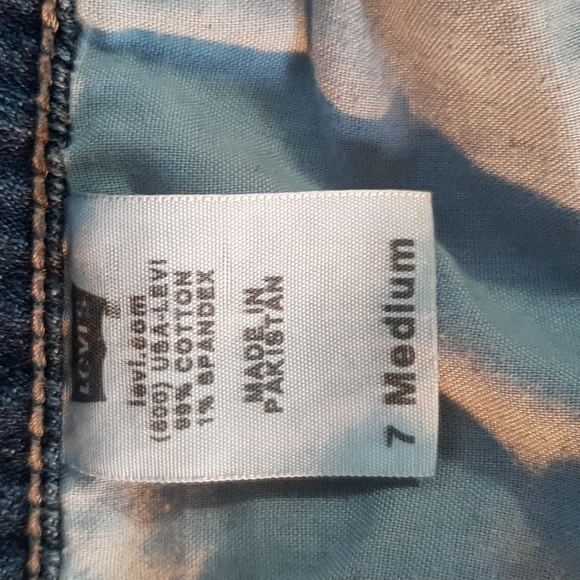 LEVI'S
levi.com
(800) USA-LEVI
99% COTTON
1% SPANDEX
MADE IN
PAKISTAN
7 Medium